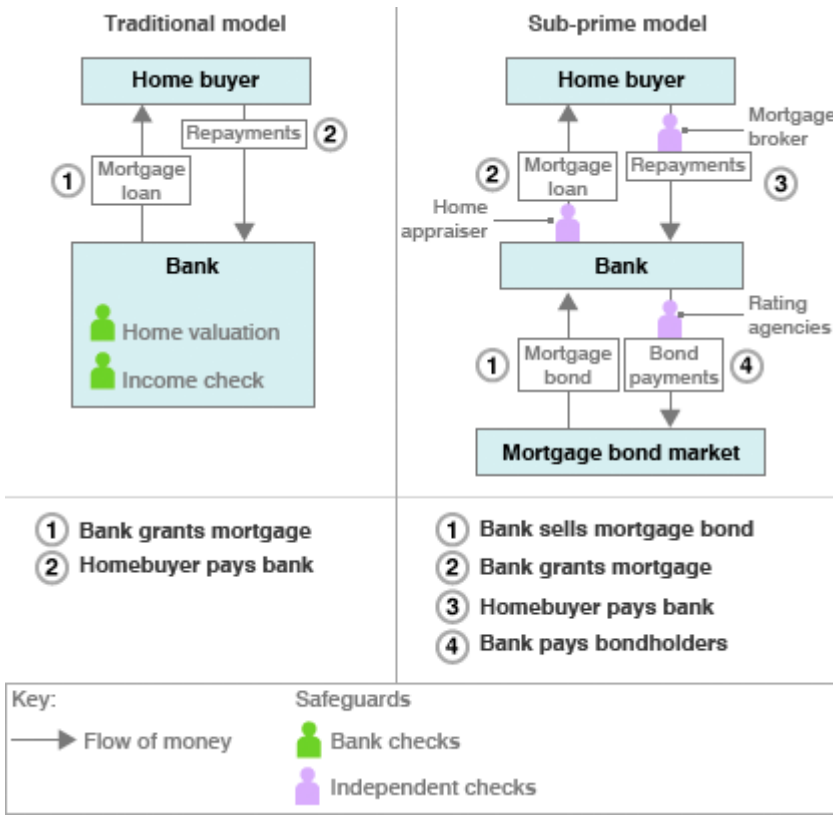 Traditional model
Home buyer
Repayments
2
1
Mortgage
loan
Bank
Home valuation
Income check
1 Bank grants mortgage
2 Homebuyer pays bank
Sub-prime model
Home buyer
Mortgage
broker
2
Mortgage
loan
Repayments
3
Home
appraiser
Bank
Rating
agencies
1
Mortgage
bond
Bond
payments
4
Mortgage bond market
1 Bank sells mortgage bond
2 Bank grants mortgage
3 Homebuyer pays bank
4 Bank pays bondholders
Key:
Flow of money
Safeguards
Bank checks
Independent checks